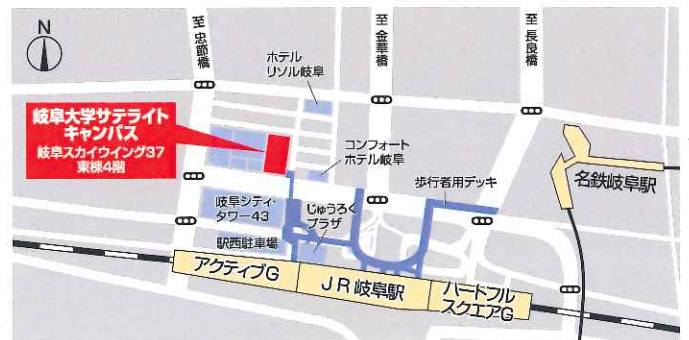 N
至 忠節橋
至 金華橋
至 長良橋
ホテル
リソル岐阜
岐阜大学サテライト
キャンパス
岐阜スカイウイング37
東棟4階
コンフォート
ホテル岐阜
歩行者用デッキ
名鉄岐阜駅
岐阜シティ・
タワー43
じゅうろく
プラザ
駅西駐車場
アクティブG
JR岐阜駅
ハートフル
スクエアG